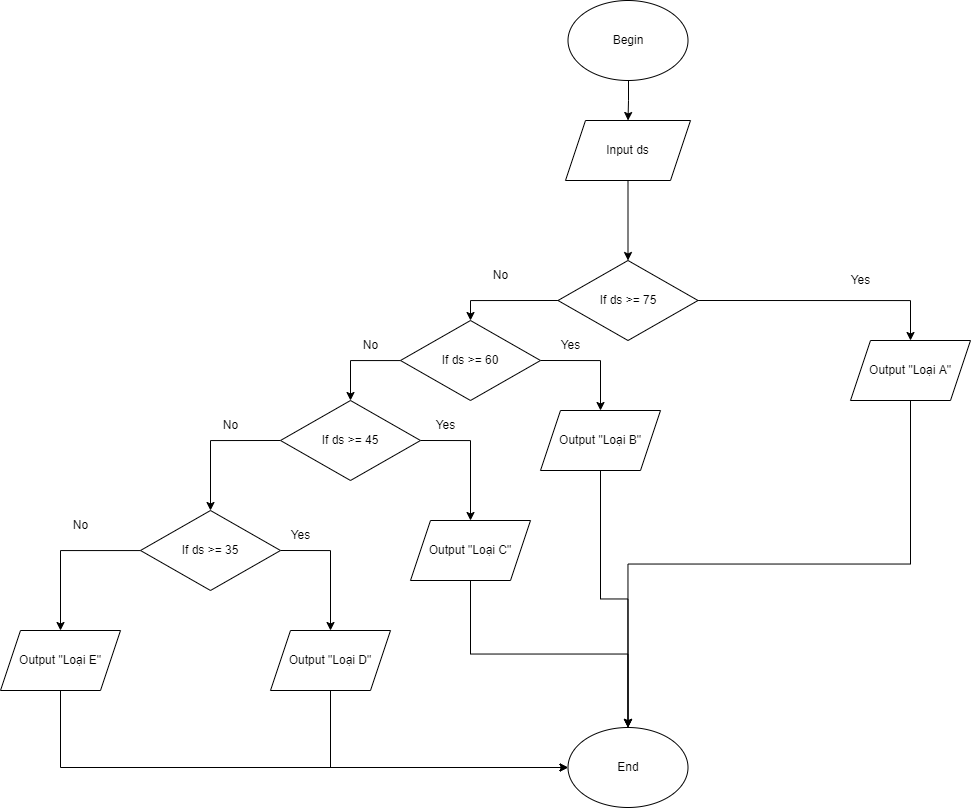 Begin
Input ds
No
Yes
If ds >= 75
No
Yes
If ds >= 60
Output "Loại A"
No
Yes
If ds >= 45
Output "Loại B"
No
Yes
If ds >= 35
Output "Loại C"
Output "Loại E"
Output "Loại D"
End